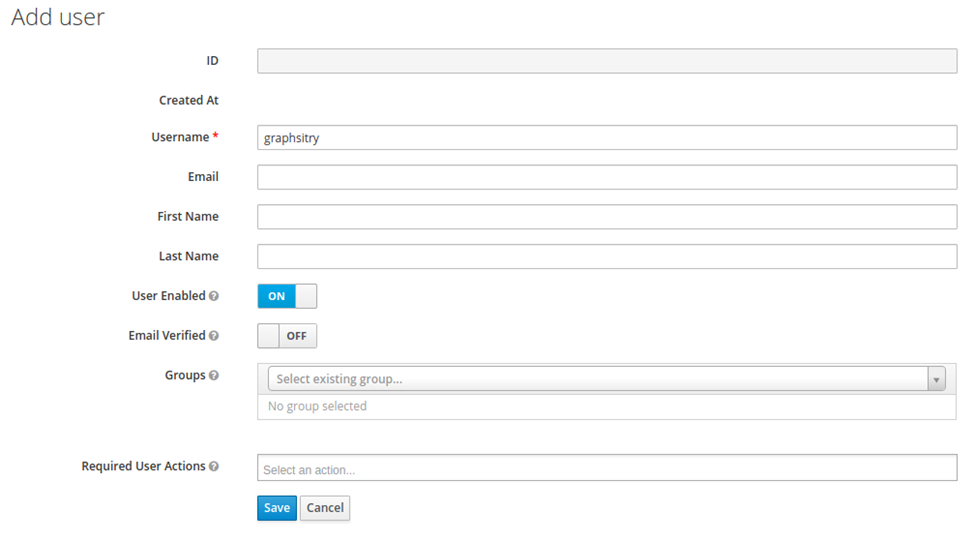 Add user
ID
Created At
Username *
graphsitry
Email
First Name
Last Name
User Enabled
ON
Email Verified
OFF
Groups
Select existing group...
No group selected
Required User Actions
Select an action...
Save Cancel